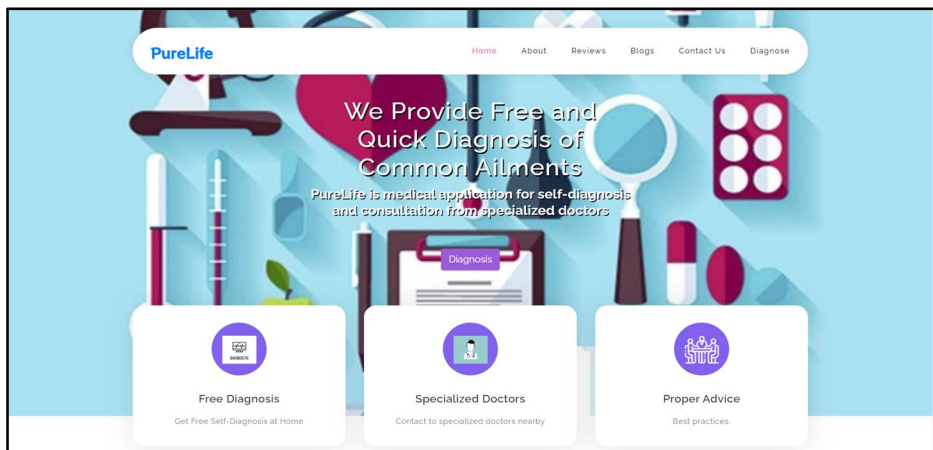 PureLife
Home About Reviews Blogs Contact Us Diagnose
We Provide Free and
Quick Diagnosis of
Common Ailments
PureLife is medical application for self-diagnosis
and consultation from specialized doctors
Diagnosis
DIAGNOSTIC
Free Diagnosis
Get Free Self-Diagnosis at Home
Specialized Doctors
Contact to specialized doctors nearby
Proper Advice
Best practices.